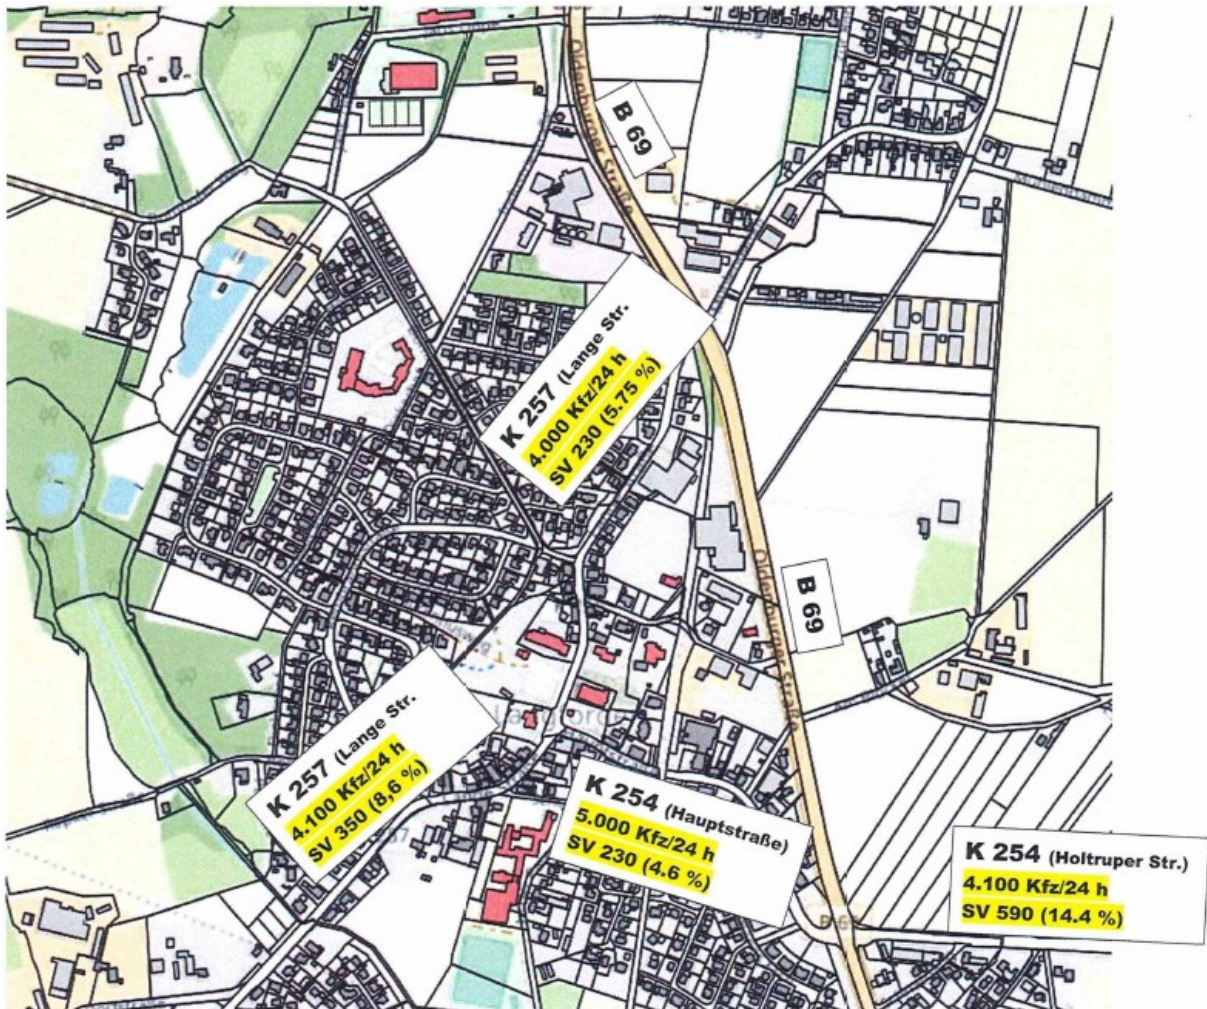 Oldenburger Straße
B 69
K 257 (Lange Str.
4.000 Kfz/24 h
SV 230 (5.75 %)
Oldenburger Straße
B 69
K 257 (Lange Str.
4.100 Kfz/24 h
SV 350 (8,6 %)
K 254 (Hauptstraße)
5.000 Kfz/24 h
SV 230 (4.6 %)
K 254 (Holtruper Str.)
4.100 Kfz/24 h
SV 590 (14.4 %)